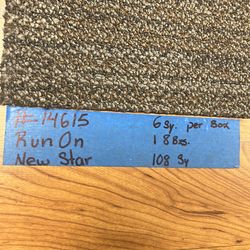 #-14615
6 Sy. per Box
Run On
18 Bxs.
New Star
108 Sy